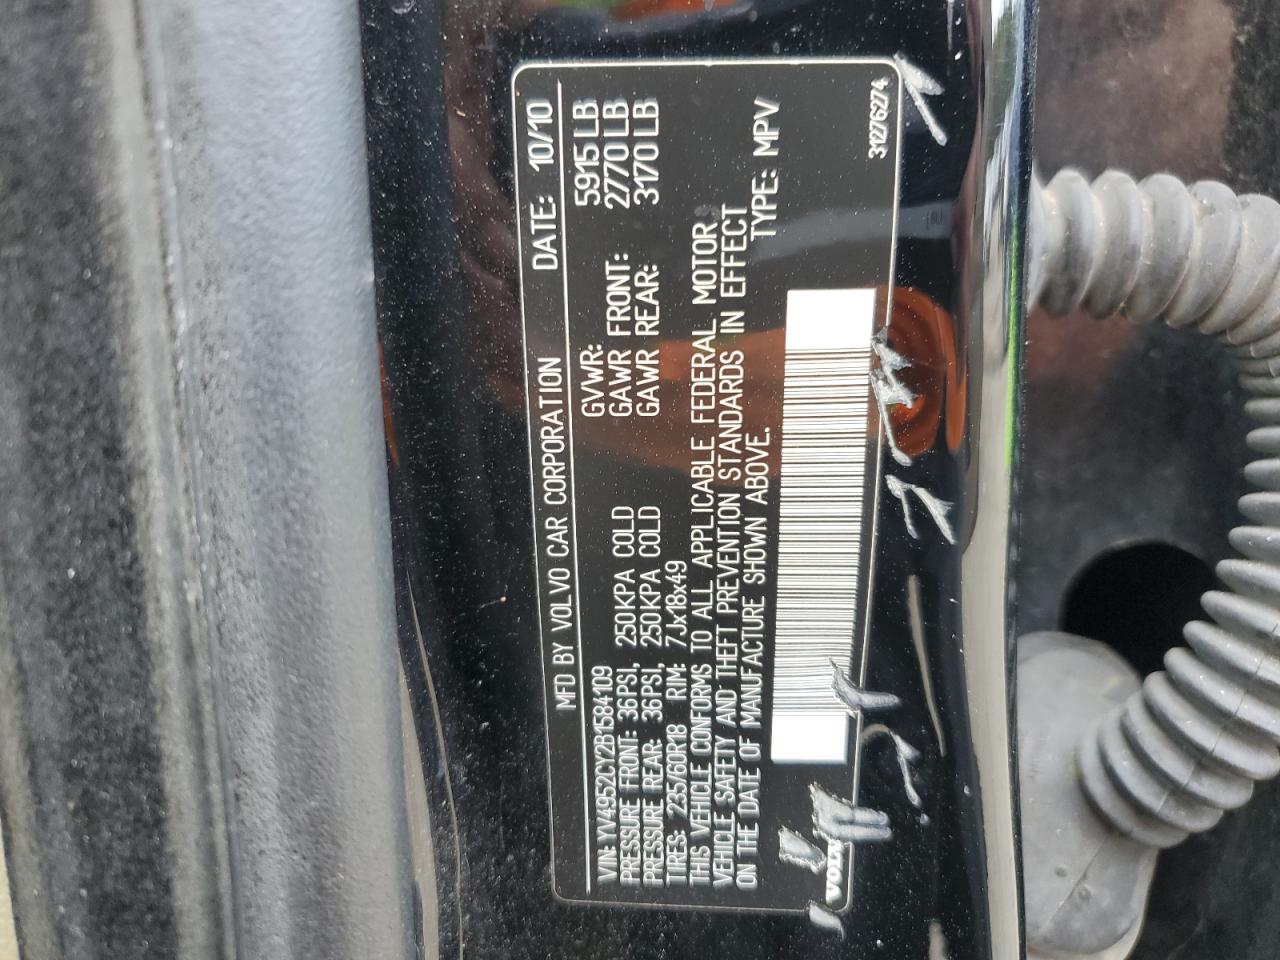 MFD BY VOLVO CAR CORPORATION DATE: 10/10
VIN: YV4952CY2B1584109 GVWR: 5915 LB
PRESSURE FRONT: 36PSI, 250KPA COLD GAWR FRONT: 2770 LB
PRESSURE REAR: 36PSI, 250KPA COLD GAWR REAR: 3170 LB
TIRES: 235/60R18 RIM: 7Jx18x49
THIS VEHICLE CONFORMS TO ALL APPLICABLE FEDERAL MOTOR
VEHICLE SAFETY AND THEFT PREVENTION STANDARDS IN EFFECT
ON THE DATE OF MANUFACTURE SHOWN ABOVE. TYPE: MPV
31276274